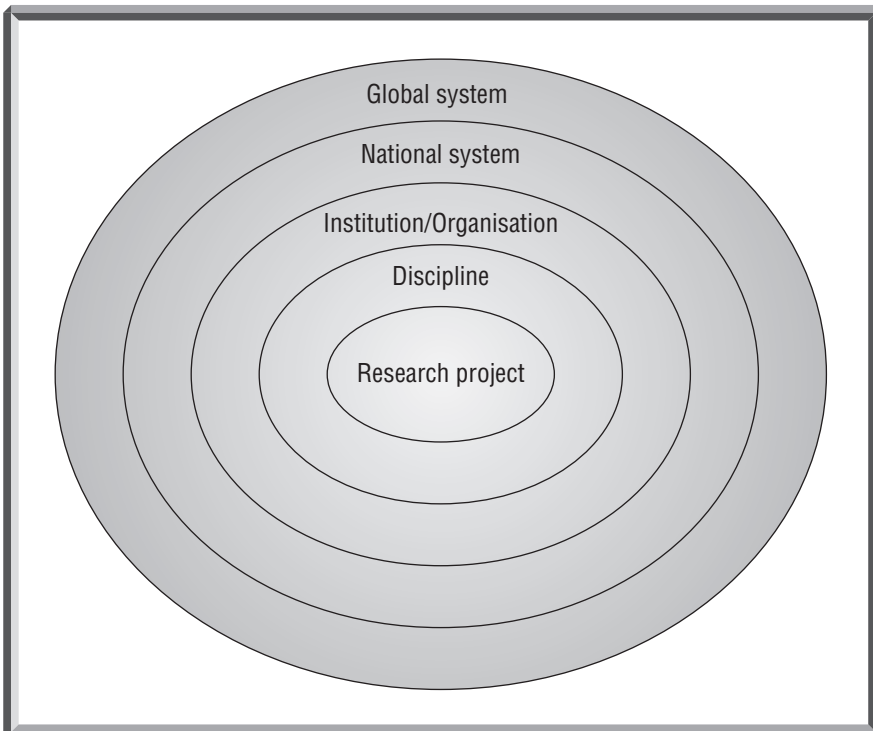 Global system
National system
Institution/Organisation
Discipline
Research project